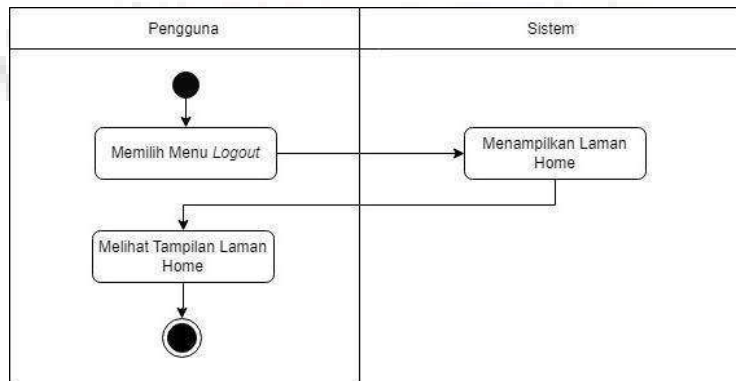 Pengguna
Sistem
Memilih Menu Logout
Menampilkan Laman
Home
Melihat Tampilan Laman
Home